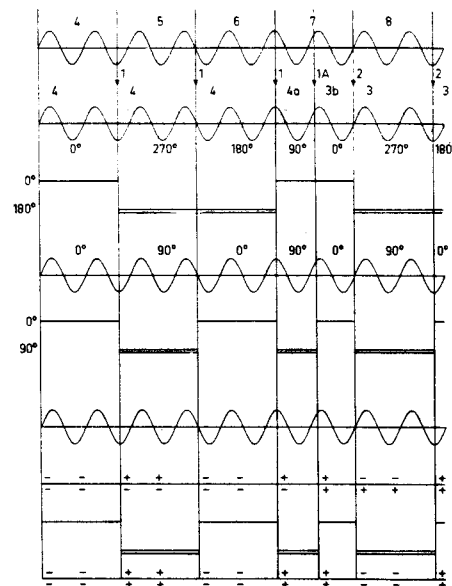 4 5 6 7 8
1 1 1 1A 2 2
4 4 4 4a 3b 3 3
0° 270° 180° 90° 0° 270° 180
0°
180°
0° 90° 0° 90° 0° 90° 0°
0°
90°
- - + + - - + + - - +
- - - - - - - + + + +
- - + + - - + + - - +
- - + + - - + + - - +